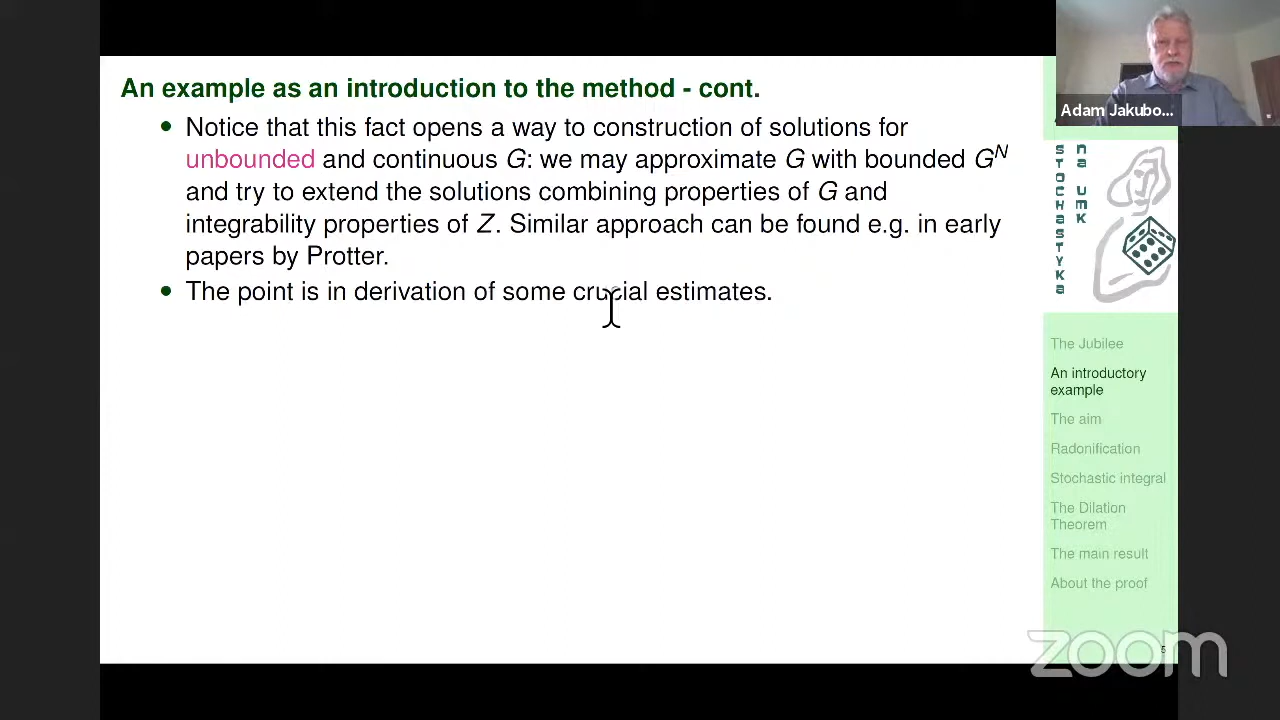 An example as an introduction to the method - cont.
• Notice that this fact opens a way to construction of solutions for
unbounded and continuous G: we may approximate G with bounded G^N
and try to extend the solutions combining properties of G and
integrability properties of Z. Similar approach can be found e.g. in early
papers by Protter.
• The point is in derivation of some crucial estimates.
Adam Jakubo...
sTOCHasTYKa
na UmK
The Jubilee
An introductory
example
The aim
Radonification
Stochastic integral
The Dilation
Theorem
The main result
About the proof
5
zoom